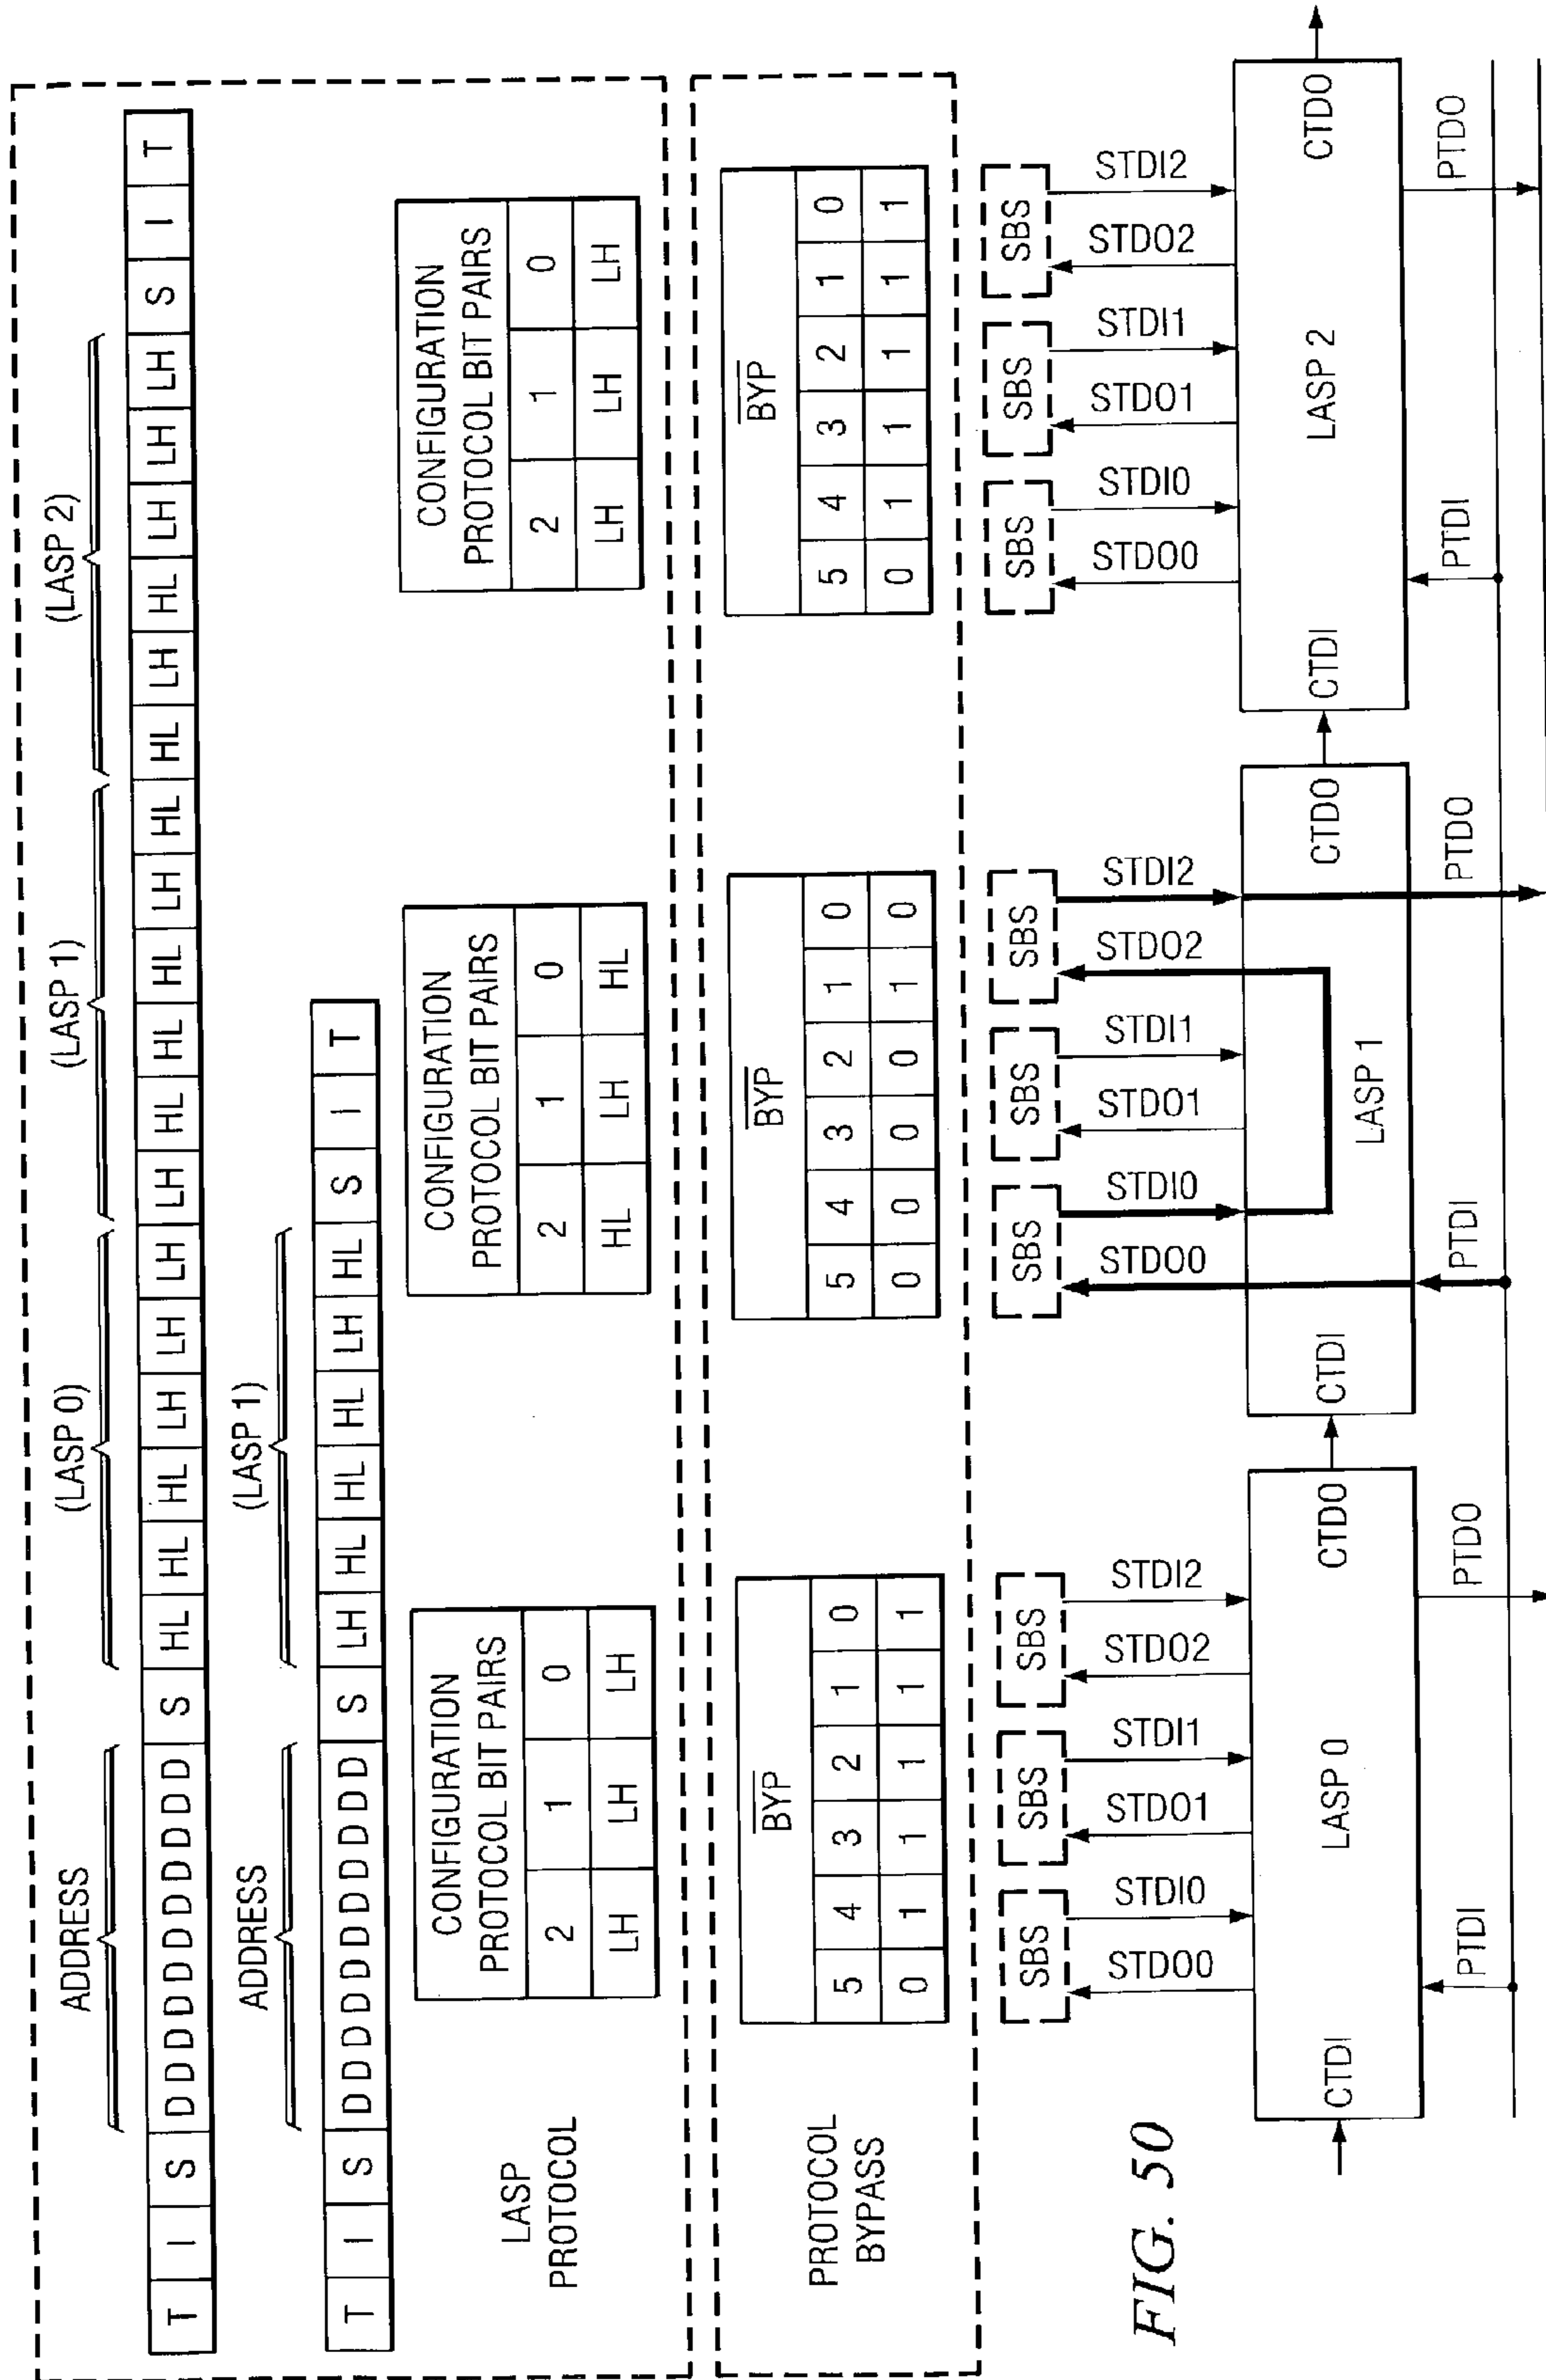 ADDRESS (LASP 0) (LASP 1) (LASP 2)
T I S D D D D D D D D D D S HL HL HL LH LH LH LH HL HL HL LH HL HL LH HL LH LH LH S I T
ADDRESS (LASP 1)
T I S D D D D D D D D D D S LH HL HL HL LH HL S I T
LASP
PROTOCOL
CONFIGURATION
PROTOCOL BIT PAIRS
2 1 0
LH LH LH
CONFIGURATION
PROTOCOL BIT PAIRS
2 1 0
HL LH HL
CONFIGURATION
PROTOCOL BIT PAIRS
2 1 0
LH LH LH
PROTOCOL
BYPASS
BYP
5 4 3 2 1 0
0 1 1 1 1 1
BYP
5 4 3 2 1 0
0 0 0 0 1 0
BYP
5 4 3 2 1 0
0 1 1 1 1 1
SBS SBS SBS SBS SBS SBS SBS SBS SBS
STDO0 STDI0 STDO1 STDI1 STDO2 STDI2
STDO0 STDI0 STDO1 STDI1 STDO2 STDI2
STDO0 STDI0 STDO1 STDI1 STDO2 STDI2
CTDI LASP 0 CTDO
CTDI LASP 1 CTDO
CTDI LASP 2 CTDO
PTDI PTDO PTDI PTDO PTDI PTDO
FIG. 50